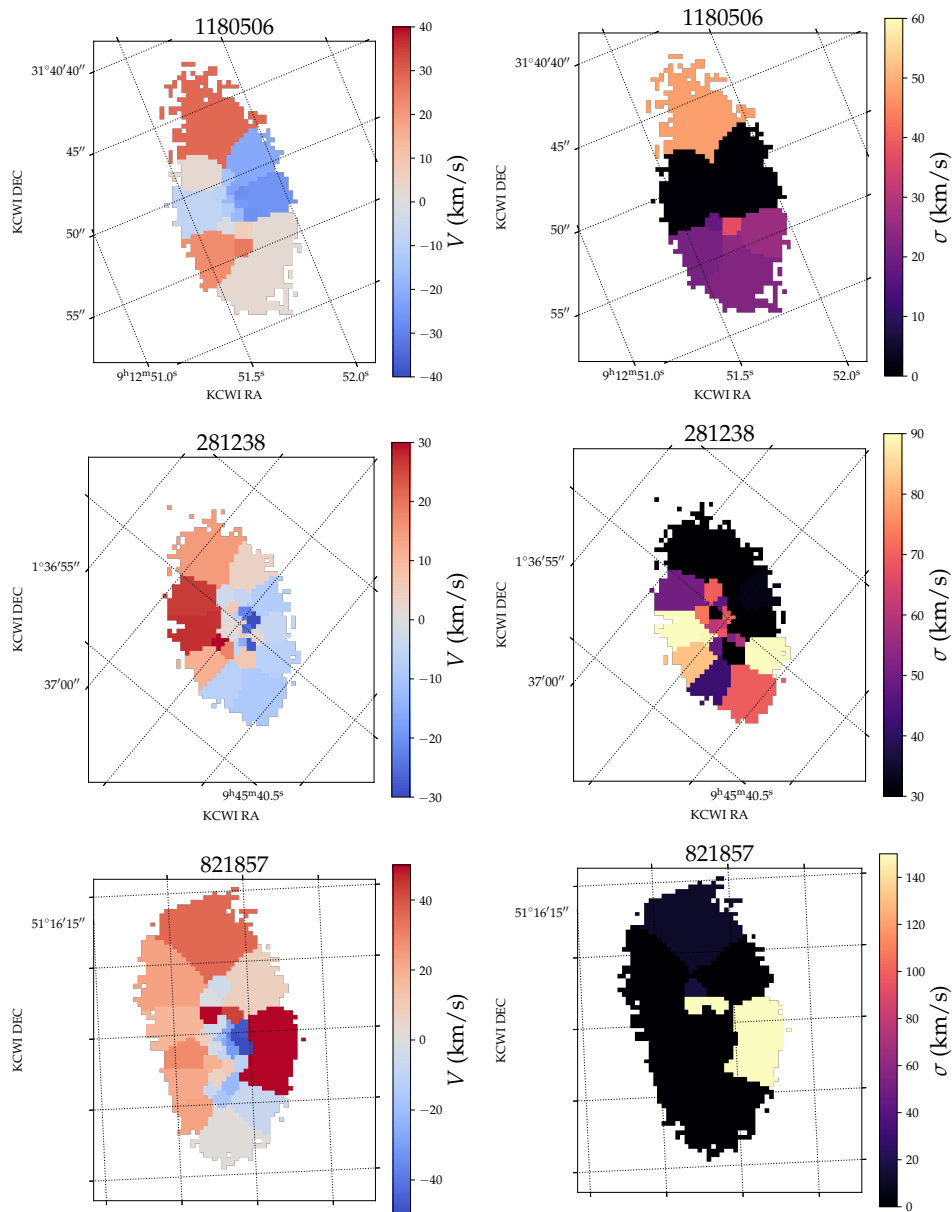 1180506
31°40′40″
45″
50″
55″
KCWI DEC
9ʰ12ᵐ51.0ˢ
51.5ˢ
52.0ˢ
KCWI RA
40
30
20
10
0
−10
−20
−30
−40
V (km/s)
1180506
31°40′40″
45″
50″
55″
KCWI DEC
9ʰ12ᵐ51.0ˢ
51.5ˢ
52.0ˢ
KCWI RA
60
50
40
30
20
10
0
σ (km/s)
281238
1°36′55″
37′00″
KCWI DEC
9ʰ45ᵐ40.5ˢ
KCWI RA
30
20
10
0
−10
−20
−30
V (km/s)
281238
1°36′55″
37′00″
KCWI DEC
9ʰ45ᵐ40.5ˢ
KCWI RA
90
80
70
60
50
40
30
σ (km/s)
821857
51°16′15″
KCWI DEC
40
20
0
−20
−40
V (km/s)
821857
51°16′15″
KCWI DEC
140
120
100
80
60
40
20
0
σ (km/s)